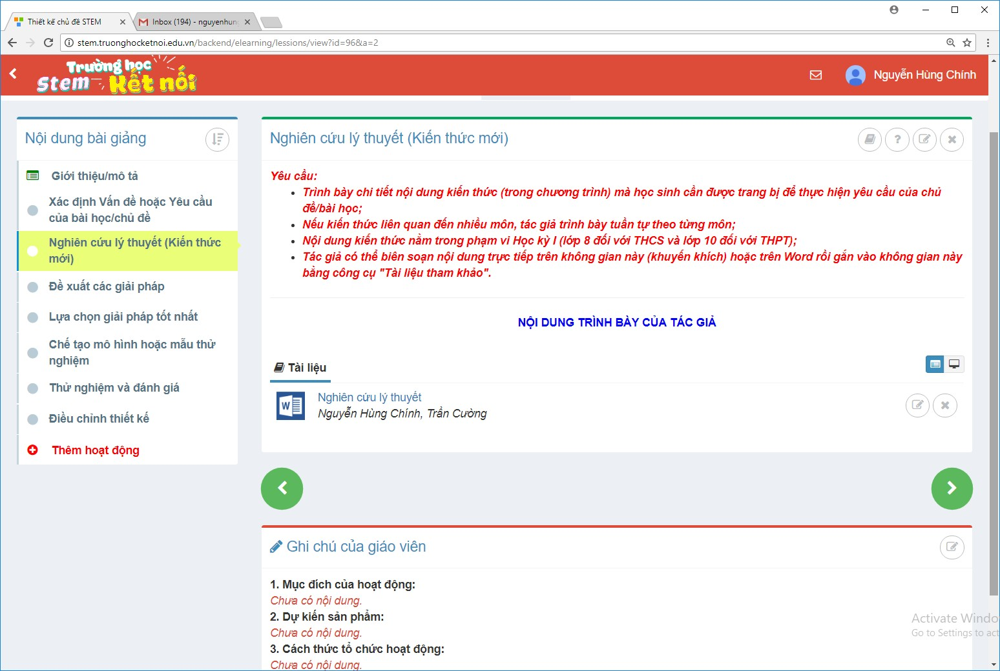 Thiết kế chủ đề STEM
Inbox (194) - nguyenhung
stem.truonghocketnoi.edu.vn/backend/elearning/lessions/view?id=96&a=2
Trường học
Stem Kết nối
Nguyễn Hùng Chính
Nội dung bài giảng
Giới thiệu/mô tả
Xác định Vấn đề hoặc Yêu cầu
của bài học/chủ đề
Nghiên cứu lý thuyết (Kiến thức
mới)
Đề xuất các giải pháp
Lựa chọn giải pháp tốt nhất
Chế tạo mô hình hoặc mẫu thử
nghiệm
Thử nghiệm và đánh giá
Điều chỉnh thiết kế
Thêm hoạt động
Nghiên cứu lý thuyết (Kiến thức mới)
Yêu cầu:
Trình bày chi tiết nội dung kiến thức (trong chương trình) mà học sinh cần được trang bị để thực hiện yêu cầu của chủ
đề/bài học;
Nếu kiến thức liên quan đến nhiều môn, tác giả trình bày tuần tự theo từng môn;
Nội dung kiến thức nằm trong phạm vi Học kỳ I (lớp 8 đối với THCS và lớp 10 đối với THPT);
Tác giả có thể biên soạn nội dung trực tiếp trên không gian này (khuyến khích) hoặc trên Word rồi gắn vào không gian này
bằng công cụ "Tài liệu tham khảo".
NỘI DUNG TRÌNH BÀY CỦA TÁC GIẢ
Tài liệu
Nghiên cứu lý thuyết
Nguyễn Hùng Chính, Trần Cường
Ghi chú của giáo viên
1. Mục đích của hoạt động:
Chưa có nội dung.
2. Dự kiến sản phẩm:
Chưa có nội dung.
3. Cách thức tổ chức hoạt động:
Chưa có nội dung.
Activate Windo
Go to Settings to act